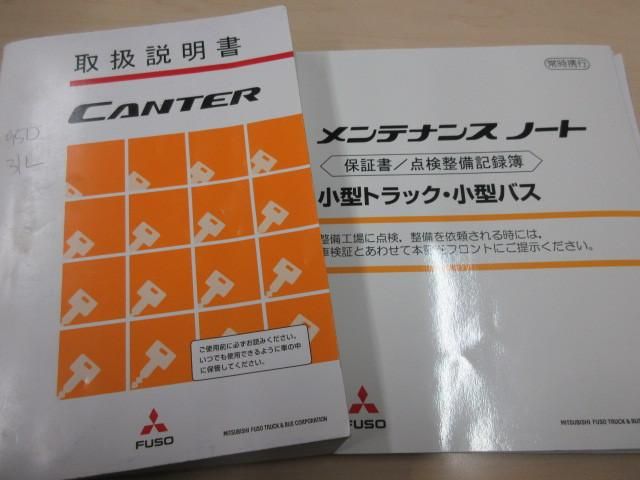 取扱説明書
CANTER
95D
31L
ご使用前に必ずお読みください。
いつでも使用できるように車の中
に保管してください。
FUSO
MITSUBISHI FUSO TRUCK & BUS CORPORATION
常時携行
メンテナンス ノート
保証書／点検整備記録簿
小型トラック・小型バス
整備工場に点検，整備を依頼される時には，
車検証とあわせて本証をフロントにご提示ください。
FUSO
MITSUBISHI FUSO TRUCK & BUS